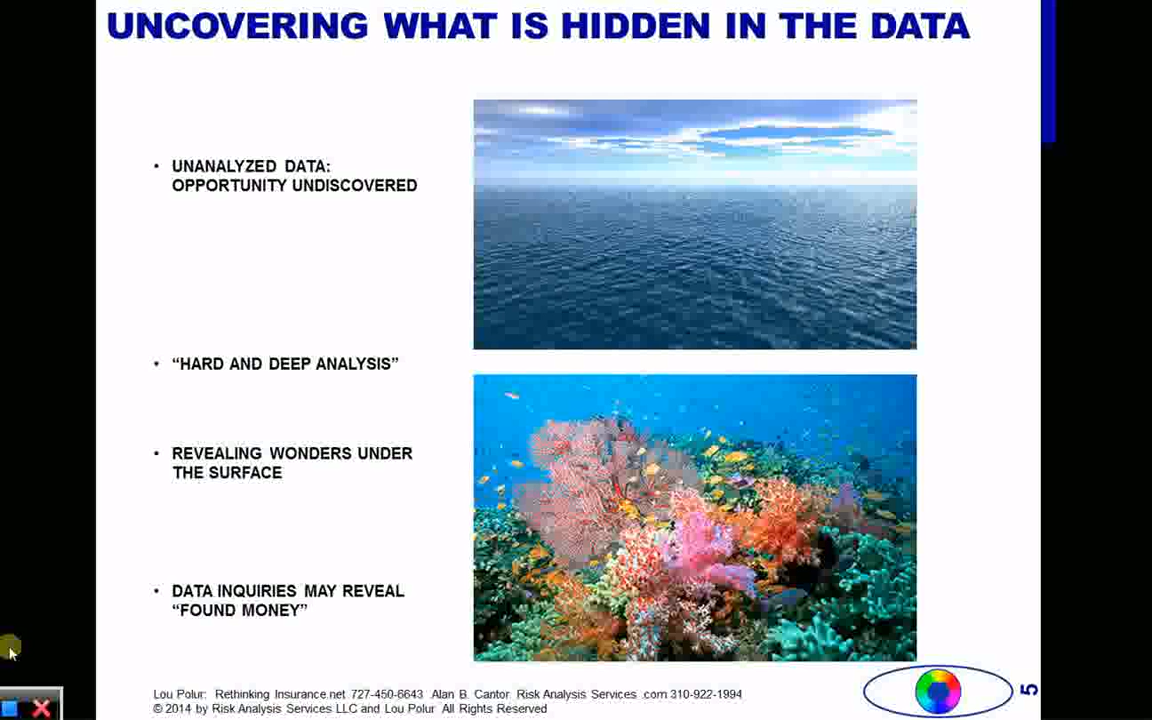 UNCOVERING WHAT IS HIDDEN IN THE DATA
• UNANALYZED DATA:
OPPORTUNITY UNDISCOVERED
• “HARD AND DEEP ANALYSIS”
• REVEALING WONDERS UNDER
THE SURFACE
• DATA INQUIRIES MAY REVEAL
“FOUND MONEY”
Lou Polur: Rethinking Insurance.net 727-450-6643 Alan B. Cantor Risk Analysis Services .com 310-922-1994
© 2014 by Risk Analysis Services LLC and Lou Polur All Rights Reserved
5